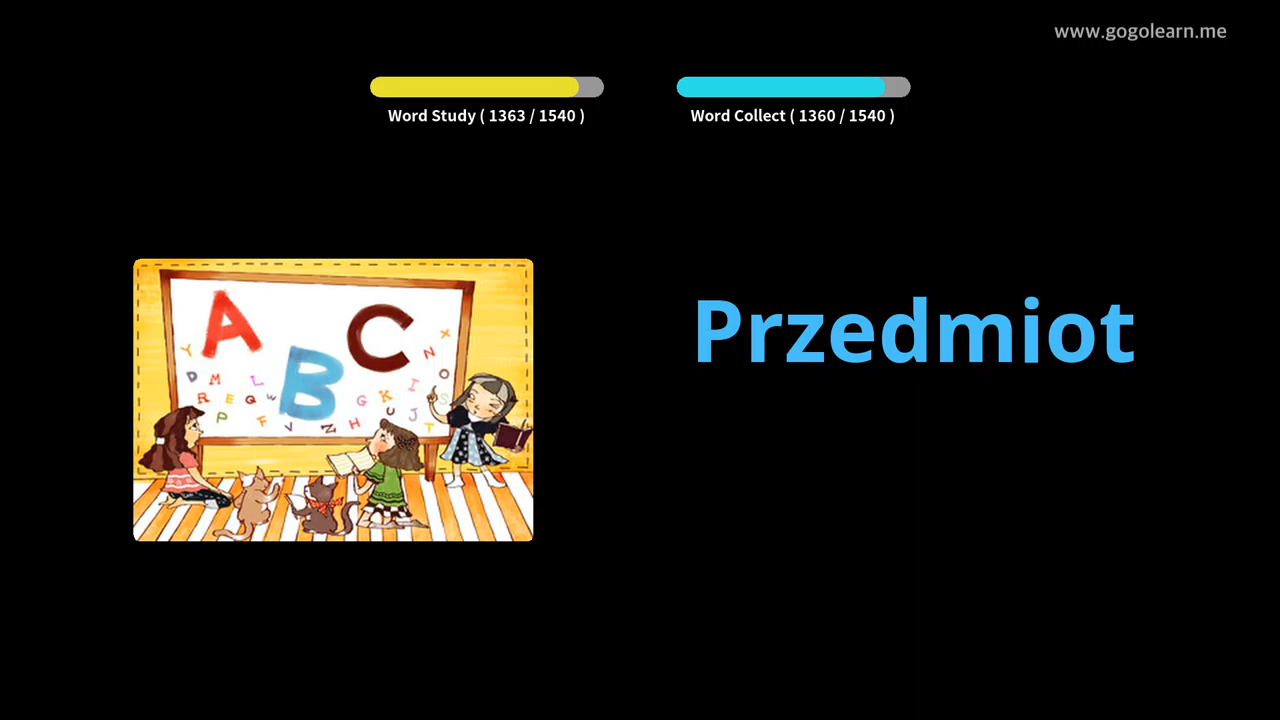 www.gogolearn.me
Word Study ( 1363 / 1540 )
Word Collect ( 1360 / 1540 )
A
B
C
Y
D M L
R E Q W
P F V Z H
G K I
U J T
N O S
X
Przedmiot